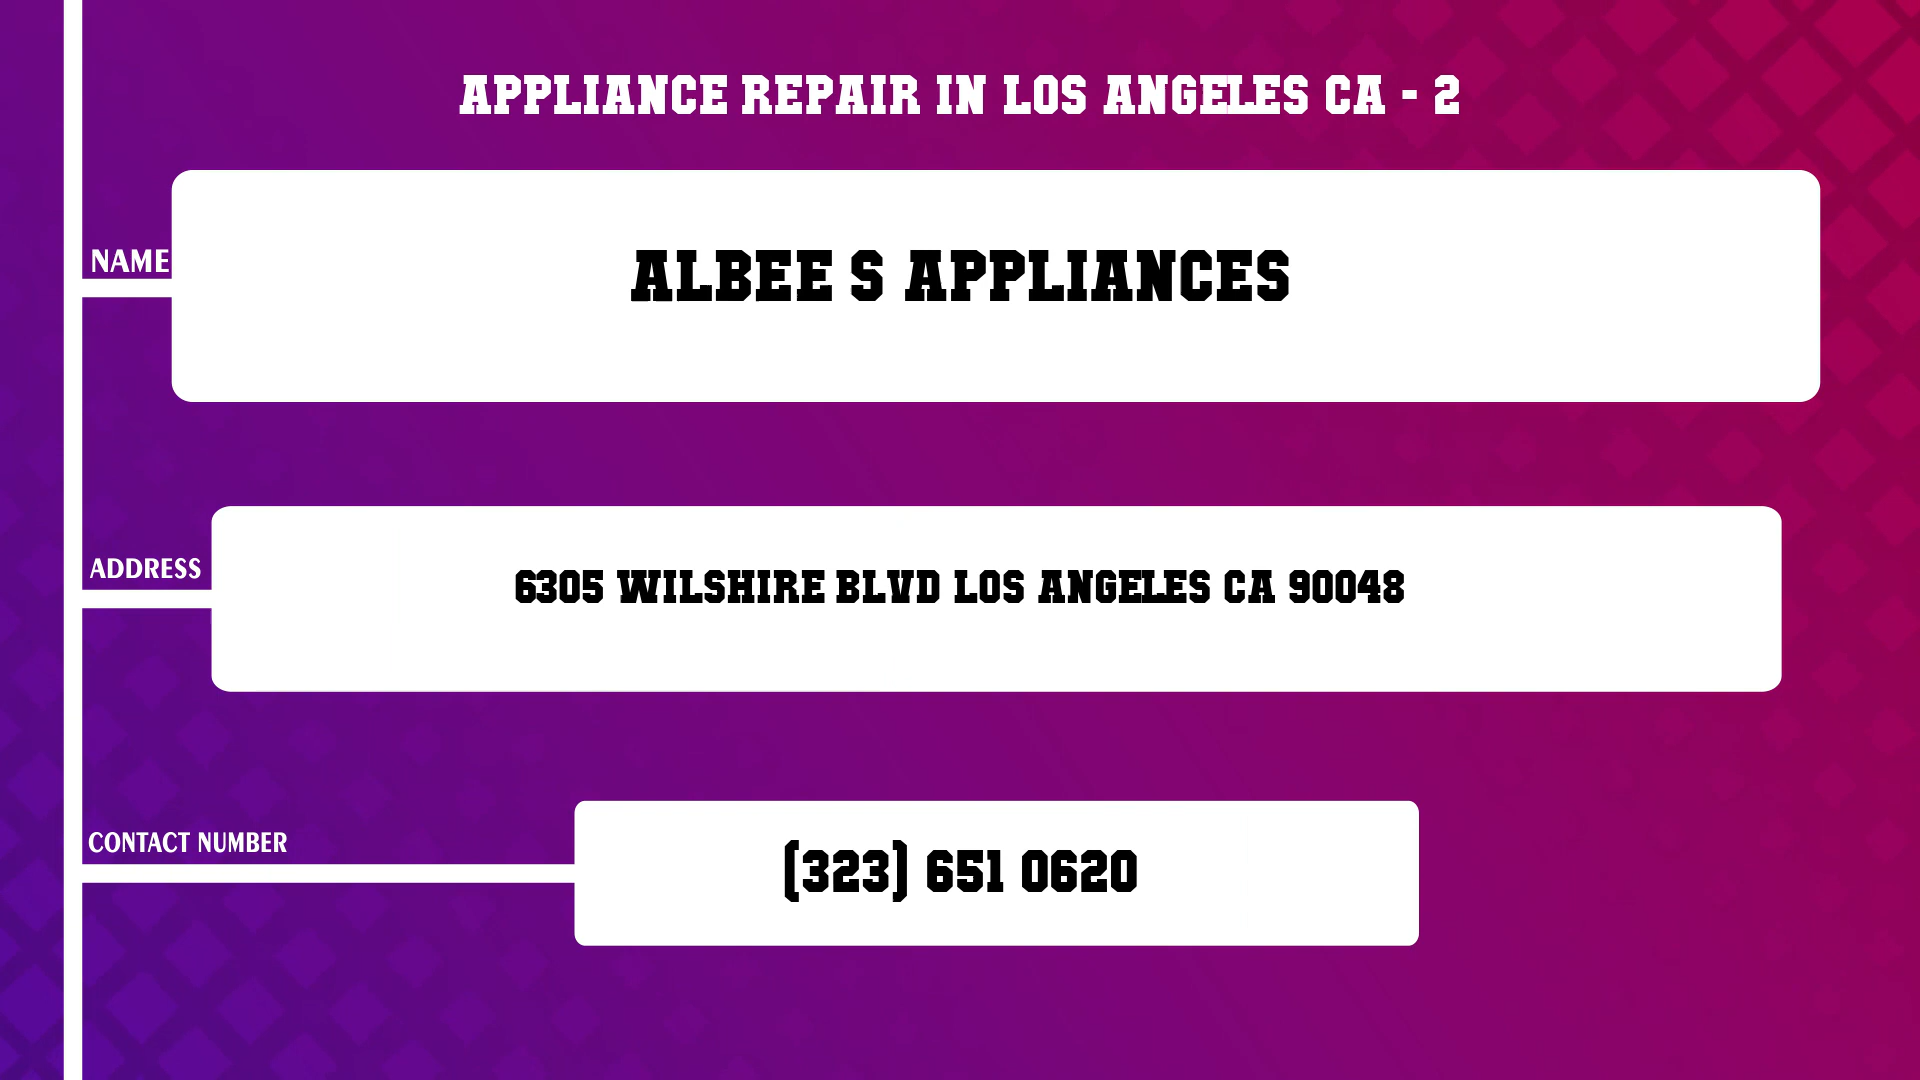 APPLIANCE REPAIR IN LOS ANGELES CA - 2
NAME
ALBEE S APPLIANCES
ADDRESS
6305 WILSHIRE BLVD LOS ANGELES CA 90048
CONTACT NUMBER
(323) 651 0620